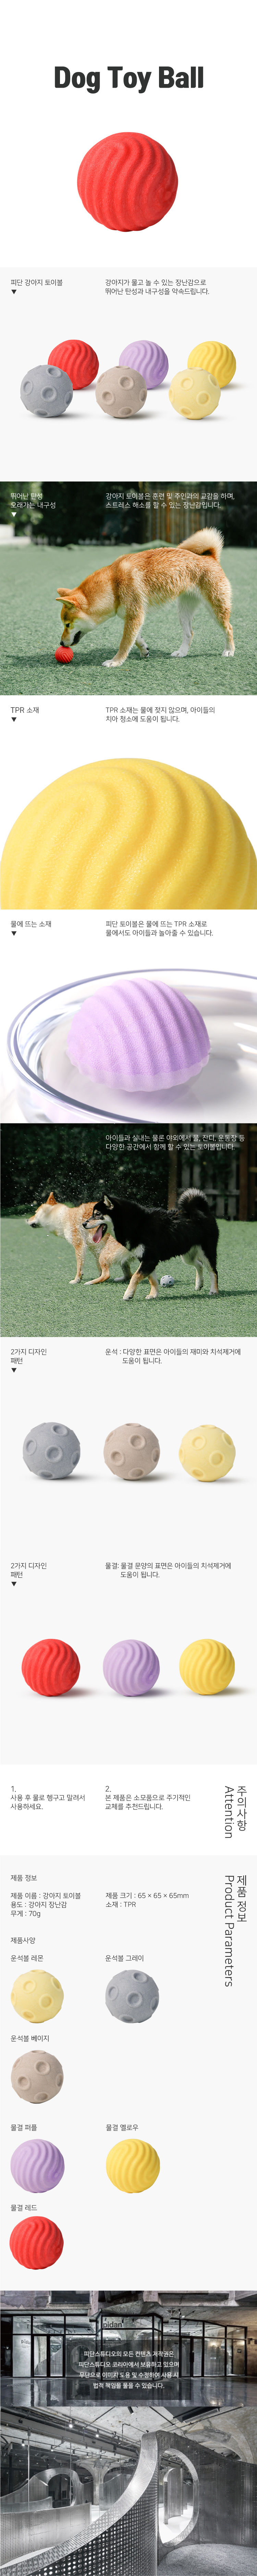 Dog Toy Ball
피단 강아지 토이볼
▼
강아지가 물고 놀 수 있는 장난감으로
뛰어난 탄성과 내구성을 약속드립니다.
뛰어난 탄성
오래가는 내구성
▼
강아지 토이볼은 훈련 및 주인과의 교감을 하며,
스트레스 해소를 할 수 있는 장난감입니다.
TPR 소재
▼
TPR 소재는 물에 젖지 않으며, 아이들의
치아 청소에 도움이 됩니다.
물에 뜨는 소재
▼
피단 토이볼은 물에 뜨는 TPR 소재로
물에서도 아이들과 놀아줄 수 있습니다.
아이들과 실내는 물론 야외에서 물, 잔디, 운동장 등
다양한 공간에서 함께 할 수 있는 토이볼입니다.
2가지 디자인
패턴
▼
운석 : 다양한 표면은 아이들의 재미와 치석제거에
도움이 됩니다.
2가지 디자인
패턴
▼
물결: 물결 운양의 표면은 아이들의 치석제거에
도움이 됩니다.
주의사항
Attention
1.
사용 후 물로 헹구고 말려서
사용하세요.
2.
본 제품은 소모품으로 주기적인
교체를 추천드립니다.
제품 정보
Product Parameters
제품 정보
제품 이름 : 강아지 토이볼
용도 : 강아지 장난감
무게 : 70g
제품 크기 : 65 × 65 × 65mm
소재 : TPR
제품사양
운석볼 레몬
운석볼 그레이
운석볼 베이지
물결 퍼플
물결 옐로우
물결 레드
pidan
피단스튜디오의 모든 컨텐츠 저작권은
피단스튜디오 코리아에서 보유하고 있으며
무단으로 이미지 도용 및 수정하여 사용 시
법적 책임를 물을 수 있습니다.